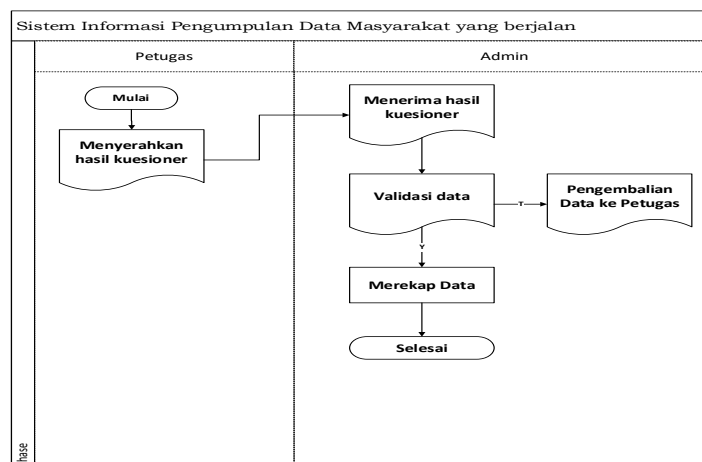 Sistem Informasi Pengumpulan Data Masyarakat yang berjalan
Petugas
Admin
Mulai
Menyerahkan
hasil kuesioner
Menerima hasil
kuesioner
Validasi data
T
Pengembalian
Data ke Petugas
Y
Merekap Data
Selesai
hase